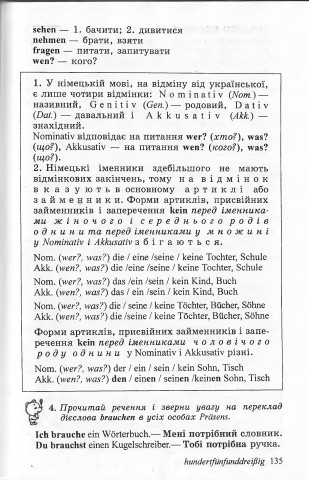 sehen — 1. бачити; 2. дивитися
nehmen — брати, взяти
fragen — питати, запитувати
wen? — кого?
1. У німецькій мові, на відміну від української,
є лише чотири відмінки: Nominativ (Nom.) —
називний, Genitiv (Gen.) — родовий, Dativ
(Dat.) — давальний і Akkusativ (Akk.) —
знахідний.
Nominativ відповідає на питання wer? (хто?), was?
(що?), Akkusativ — на питання wen? (кого?), was?
(що?).
2. Німецькі іменники здебільшого не мають
відмінкових закінчень, тому на відмінок
вказують в основному артиклі або
займенники. Форми артиклів, присвійних
займенників і заперечення kein перед іменника-
ми жіночого і середнього родів
однини та перед іменниками у множині
у Nominativ і Akkusativ збігаються.
Nom. (wer?, was?) die / eine /seine / keine Tochter, Schule
Akk. (wen?, was?) die /eine /seine / keine Tochter, Schule
Nom. (wer?, was?) das /ein /sein / kein Kind, Buch
Akk. (wen?, was?) das / ein /sein / kein Kind, Buch
Nom. (wer?, was?) die / seine / keine Töchter, Bücher, Söhne
Akk. (wen?, was?) die /seine / keine Töchter, Bücher, Söhne
Форми артиклів, присвійних займенників і запе-
речення kein перед іменниками чоловічого
роду однини у Nominativ і Akkusativ різні.
Nom. (wer?, was?) der / ein / sein / kein Sohn, Tisch
Akk. (wen?, was?) den / einen / seinen /keinen Sohn, Tisch
4. Прочитай речення і зверни увагу на переклад
дієслова brauchen в усіх особах Präsens.
Ich brauche ein Wörterbuch.— Мені потрібний словник.
Du brauchst einen Kugelschreiber.— Тобі потрібна ручка.
hundertfünfunddreißig 135